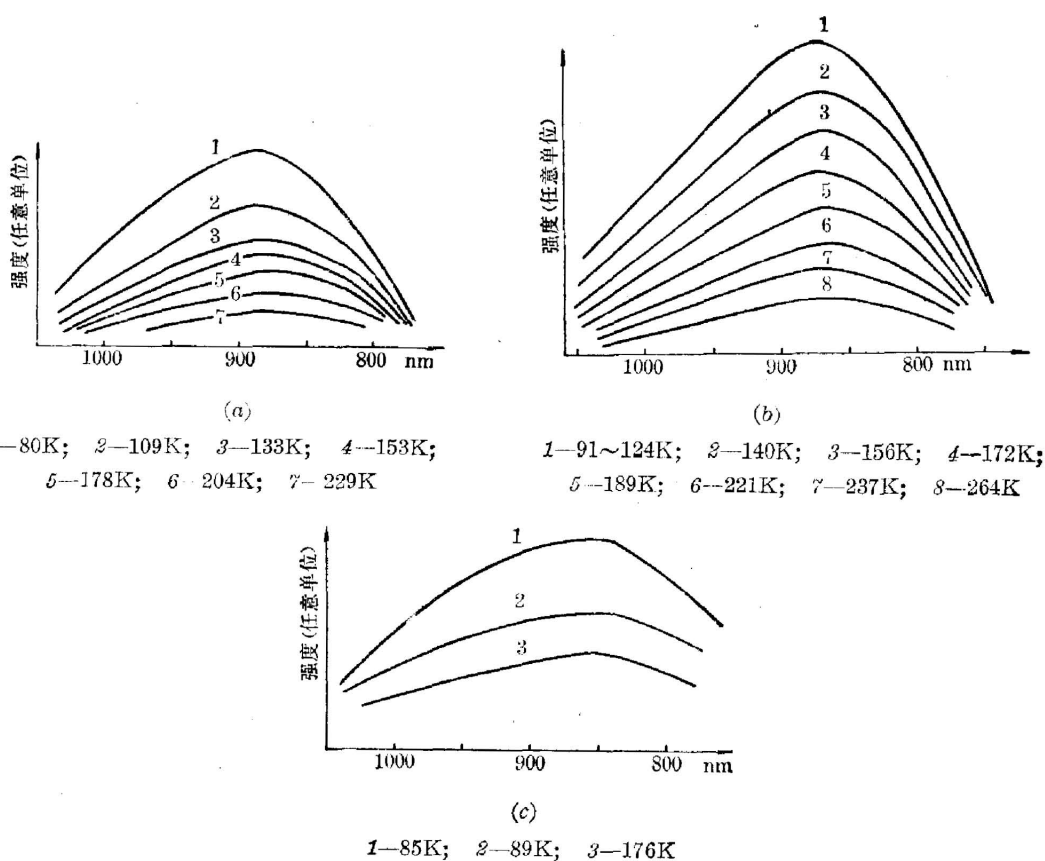 强度(任意单位)
1
2
3
4
5
6
7
1000 900 800 nm
(a)
—80K; 2—109K; 3—133K; 4—153K;
5—178K; 6—204K; 7—229K
强度(任意单位)
1
2
3
4
5
6
7
8
1000 900 800 nm
(b)
1—91~124K; 2—140K; 3—156K; 4—172K;
5—189K; 6—221K; 7—237K; 8—264K
强度(任意单位)
1
2
3
1000 900 800 nm
(c)
1—85K; 2—89K; 3—176K